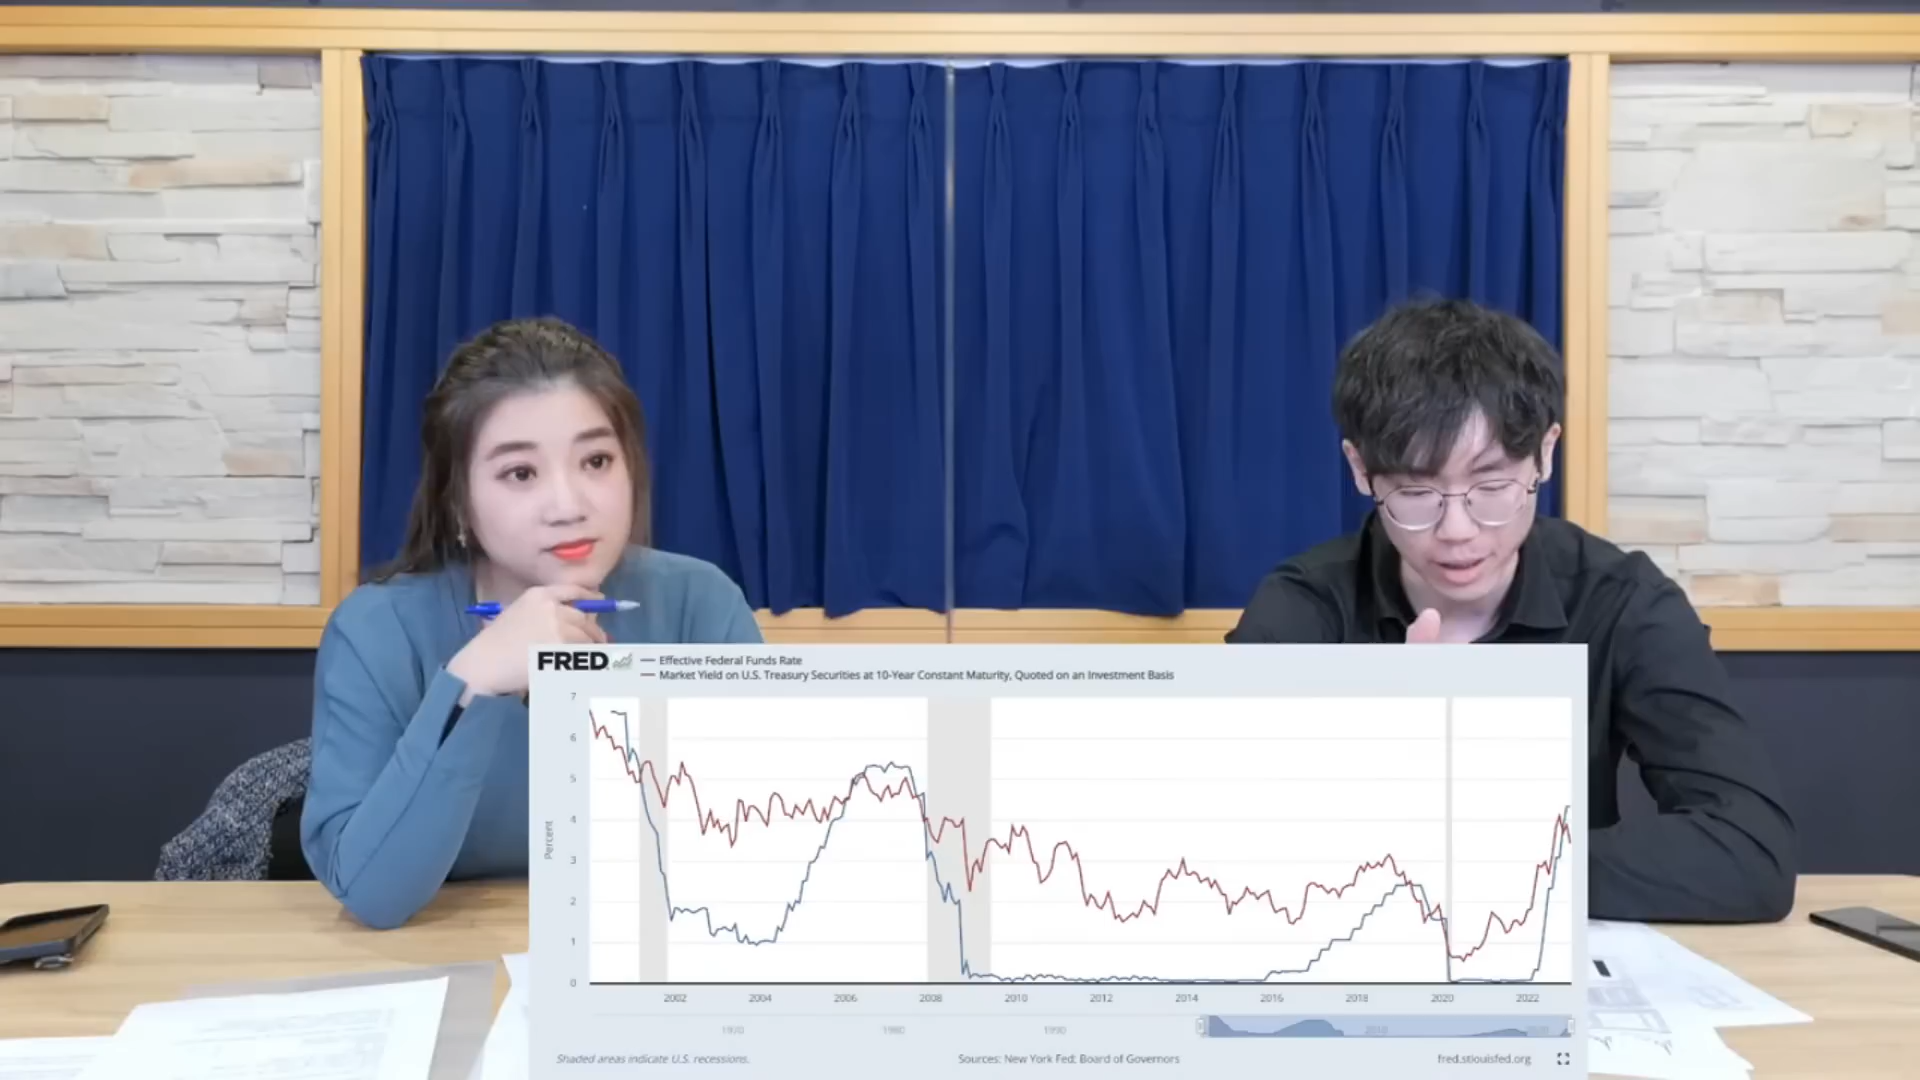 FRED
Effective Federal Funds Rate
Market Yield on U.S. Treasury Securities at 10-Year Constant Maturity, Quoted on an Investment Basis
7
6
5
4
3
2
1
0
Percent
2002 2004 2006 2008 2010 2012 2014 2016 2018 2020 2022
1970 1980 1990 2010 2020
Shaded areas indicate U.S. recessions.
Sources: New York Fed; Board of Governors
fred.stlouisfed.org